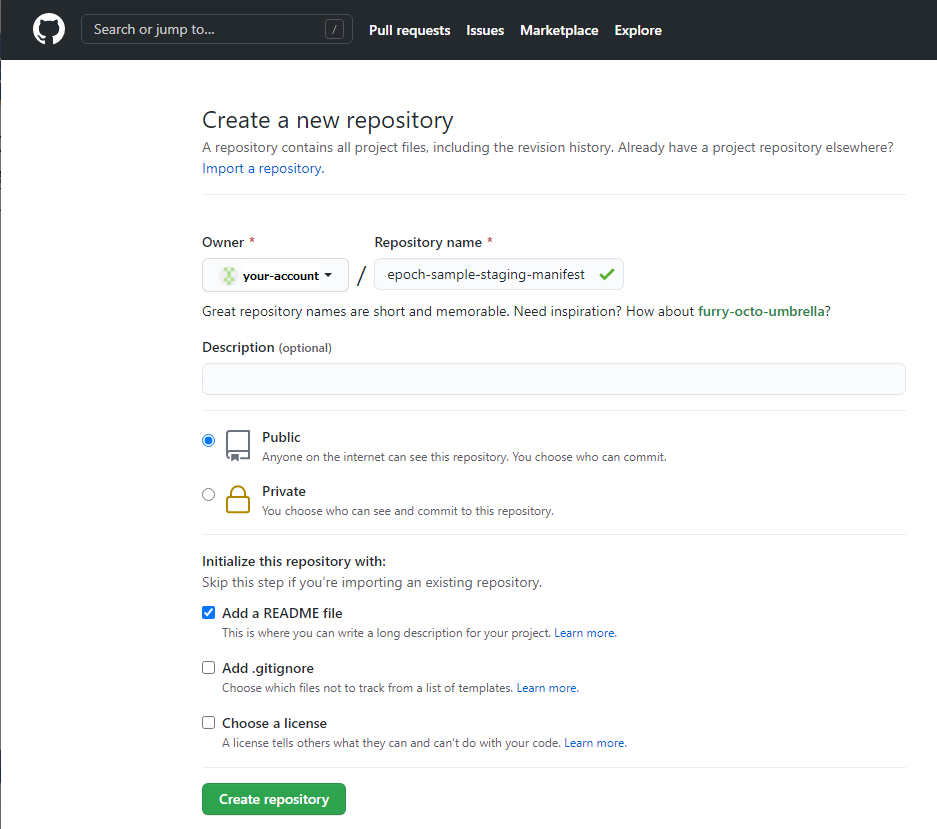 Search or jump to... / Pull requests Issues Marketplace Explore
Create a new repository
A repository contains all project files, including the revision history. Already have a project repository elsewhere?
Import a repository.
Owner * Repository name *
your-account / epoch-sample-staging-manifest
Great repository names are short and memorable. Need inspiration? How about furry-octo-umbrella?
Description (optional)
Public
Anyone on the internet can see this repository. You choose who can commit.
Private
You choose who can see and commit to this repository.
Initialize this repository with:
Skip this step if you’re importing an existing repository.
Add a README file
This is where you can write a long description for your project. Learn more.
Add .gitignore
Choose which files not to track from a list of templates. Learn more.
Choose a license
A license tells others what they can and can't do with your code. Learn more.
Create repository